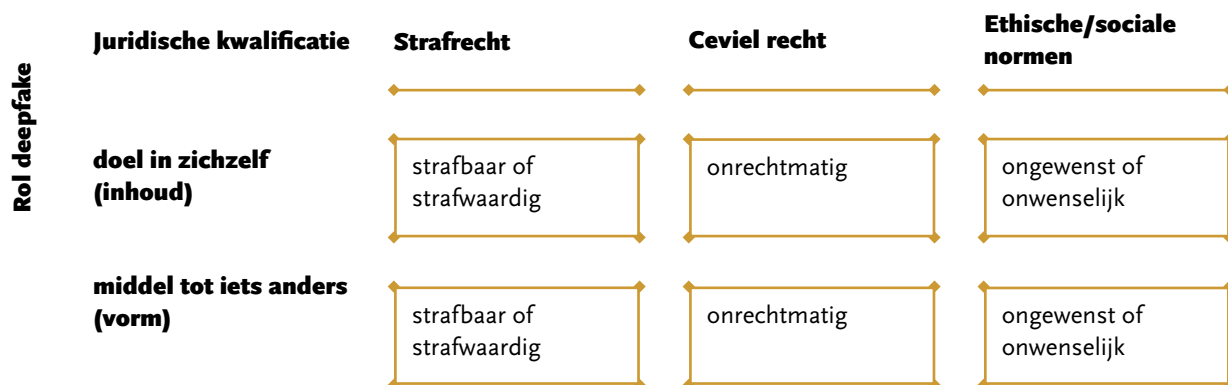 Rol deepfake
Juridische kwalificatie
Strafrecht
Ceviel recht
Ethische/sociale
normen
doel in zichzelf
(inhoud)
strafbaar of
strafwaardig
onrechtmatig
ongewenst of
onwenselijk
middel tot iets anders
(vorm)
strafbaar of
strafwaardig
onrechtmatig
ongewenst of
onwenselijk